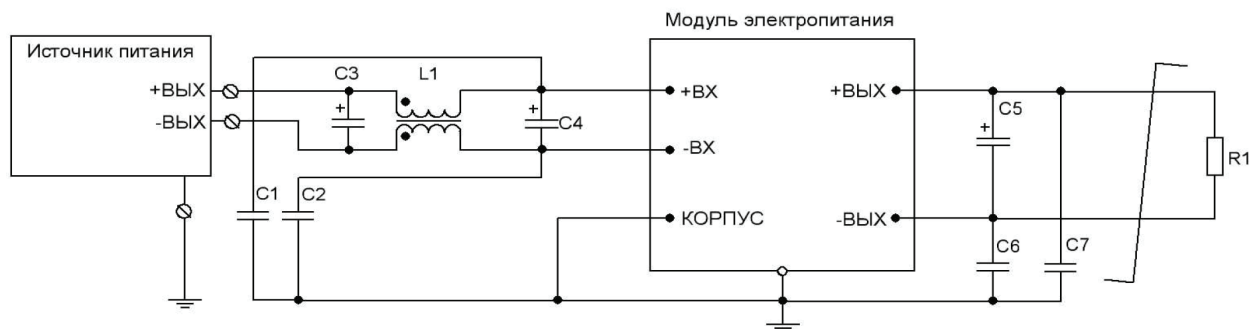 Модуль электропитания
Источник питания
+ВЫХ
-ВЫХ
C3
+
L1
+
C4
C1
C2
+ВХ
-ВХ
КОРПУС
+ВЫХ
-ВЫХ
C5
+
C6
C7
R1